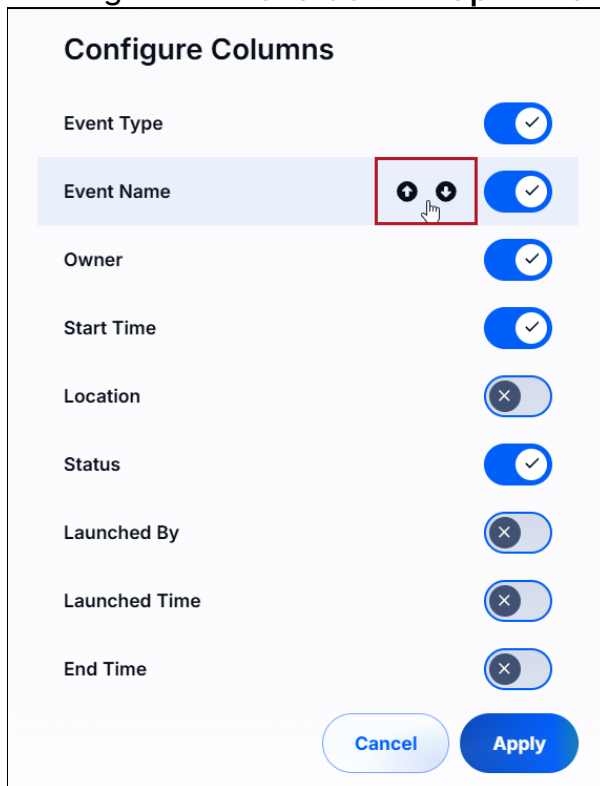 Configure Columns
Event Type
Event Name
Owner
Start Time
Location
Status
Launched By
Launched Time
End Time
Cancel Apply